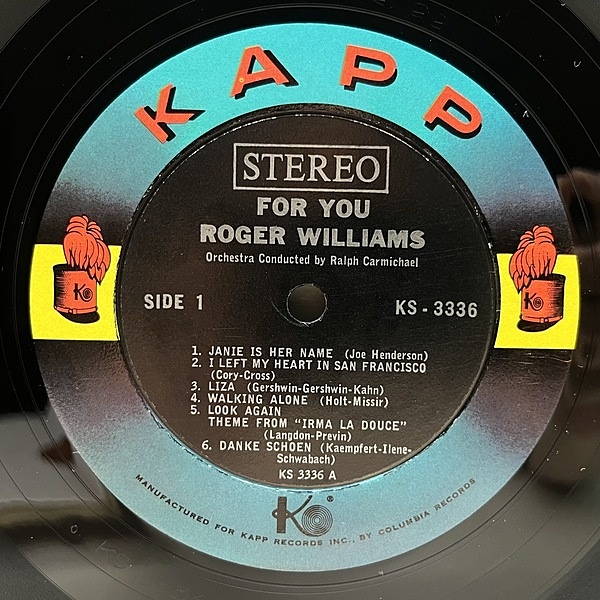 KAPP
STEREO
FOR YOU
ROGER WILLIAMS
Orchestra Conducted by Ralph Carmichael
SIDE 1
KS - 3336
1. JANIE IS HER NAME (Joe Henderson)
2. I LEFT MY HEART IN SAN FRANCISCO
(Cory-Cross)
3. LIZA (Gershwin-Gershwin-Kahn)
4. WALKING ALONE (Holt-Missir)
5. LOOK AGAIN
THEME FROM "IRMA LA DOUCE"
(Langdon-Previn)
6. DANKE SCHOEN (Kaempfert-Ilene-
Schwabach)
KS 3336 A
K ®
MANUFACTURED FOR KAPP RECORDS INC., BY COLUMBIA RECORDS